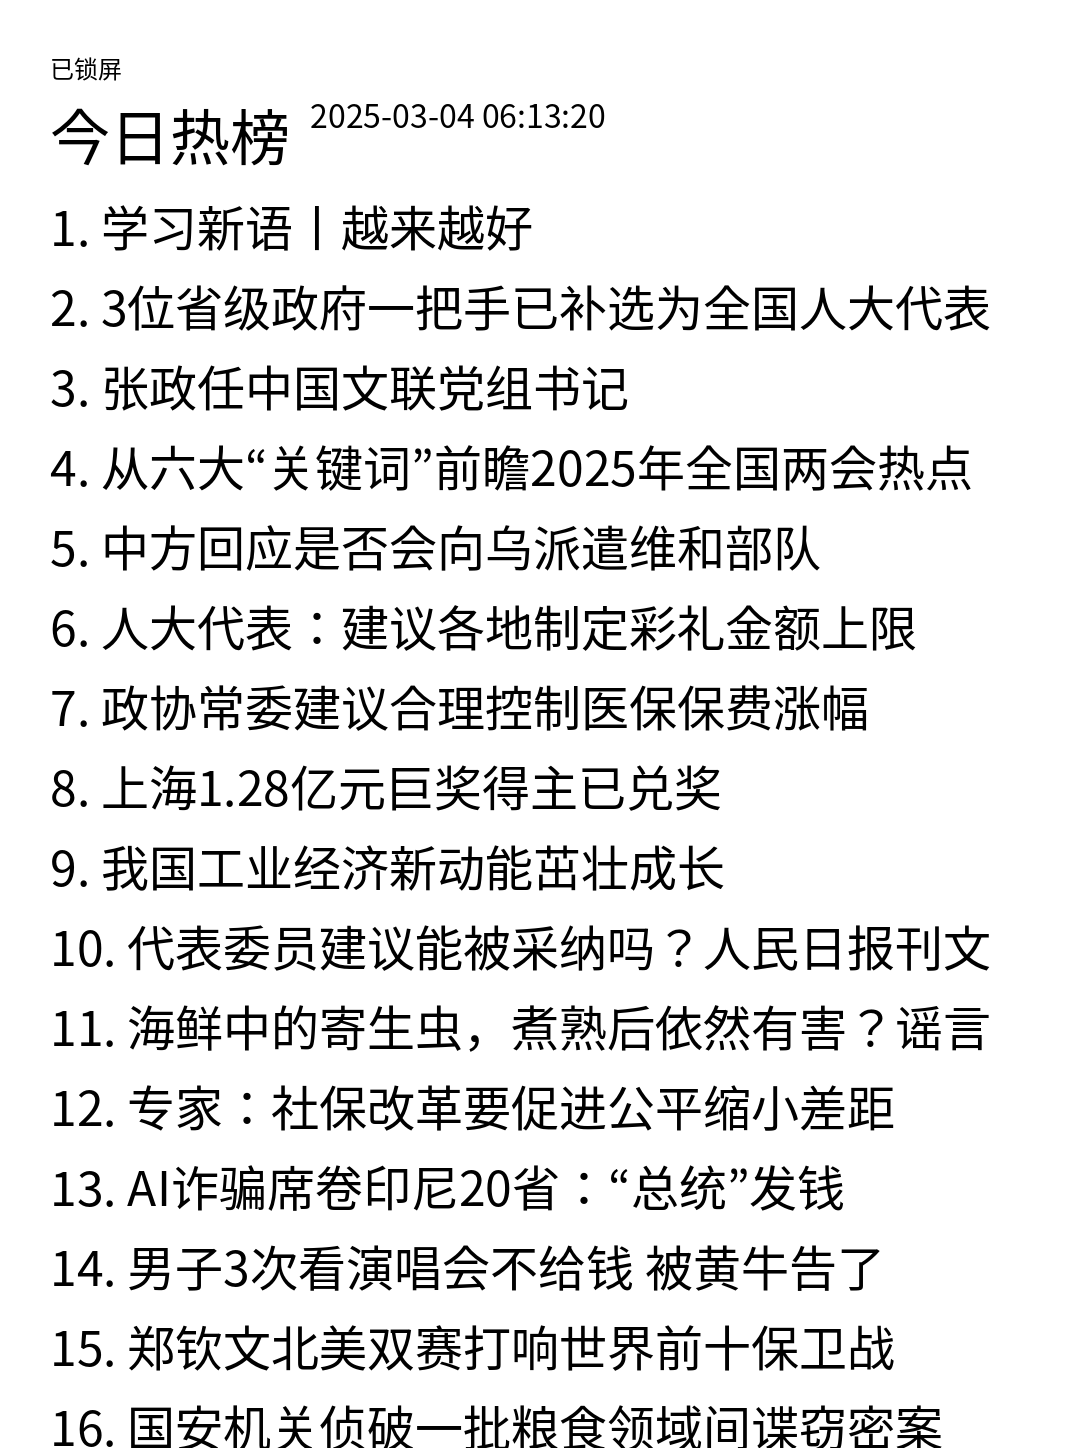 已锁屏
今日热榜 2025-03-04 06:13:20
1. 学习新语丨越来越好
2. 3位省级政府一把手已补选为全国人大代表
3. 张政任中国文联党组书记
4. 从六大“关键词”前瞻2025年全国两会热点
5. 中方回应是否会向乌派遣维和部队
6. 人大代表：建议各地制定彩礼金额上限
7. 政协常委建议合理控制医保保费涨幅
8. 上海1.28亿元巨奖得主已兑奖
9. 我国工业经济新动能茁壮成长
10. 代表委员建议能被采纳吗？人民日报刊文
11. 海鲜中的寄生虫，煮熟后依然有害？谣言
12. 专家：社保改革要促进公平缩小差距
13. AI诈骗席卷印尼20省：“总统”发钱
14. 男子3次看演唱会不给钱 被黄牛告了
15. 郑钦文北美双赛打响世界前十保卫战
16. 国安机关侦破一批粮食领域间谍窃密案